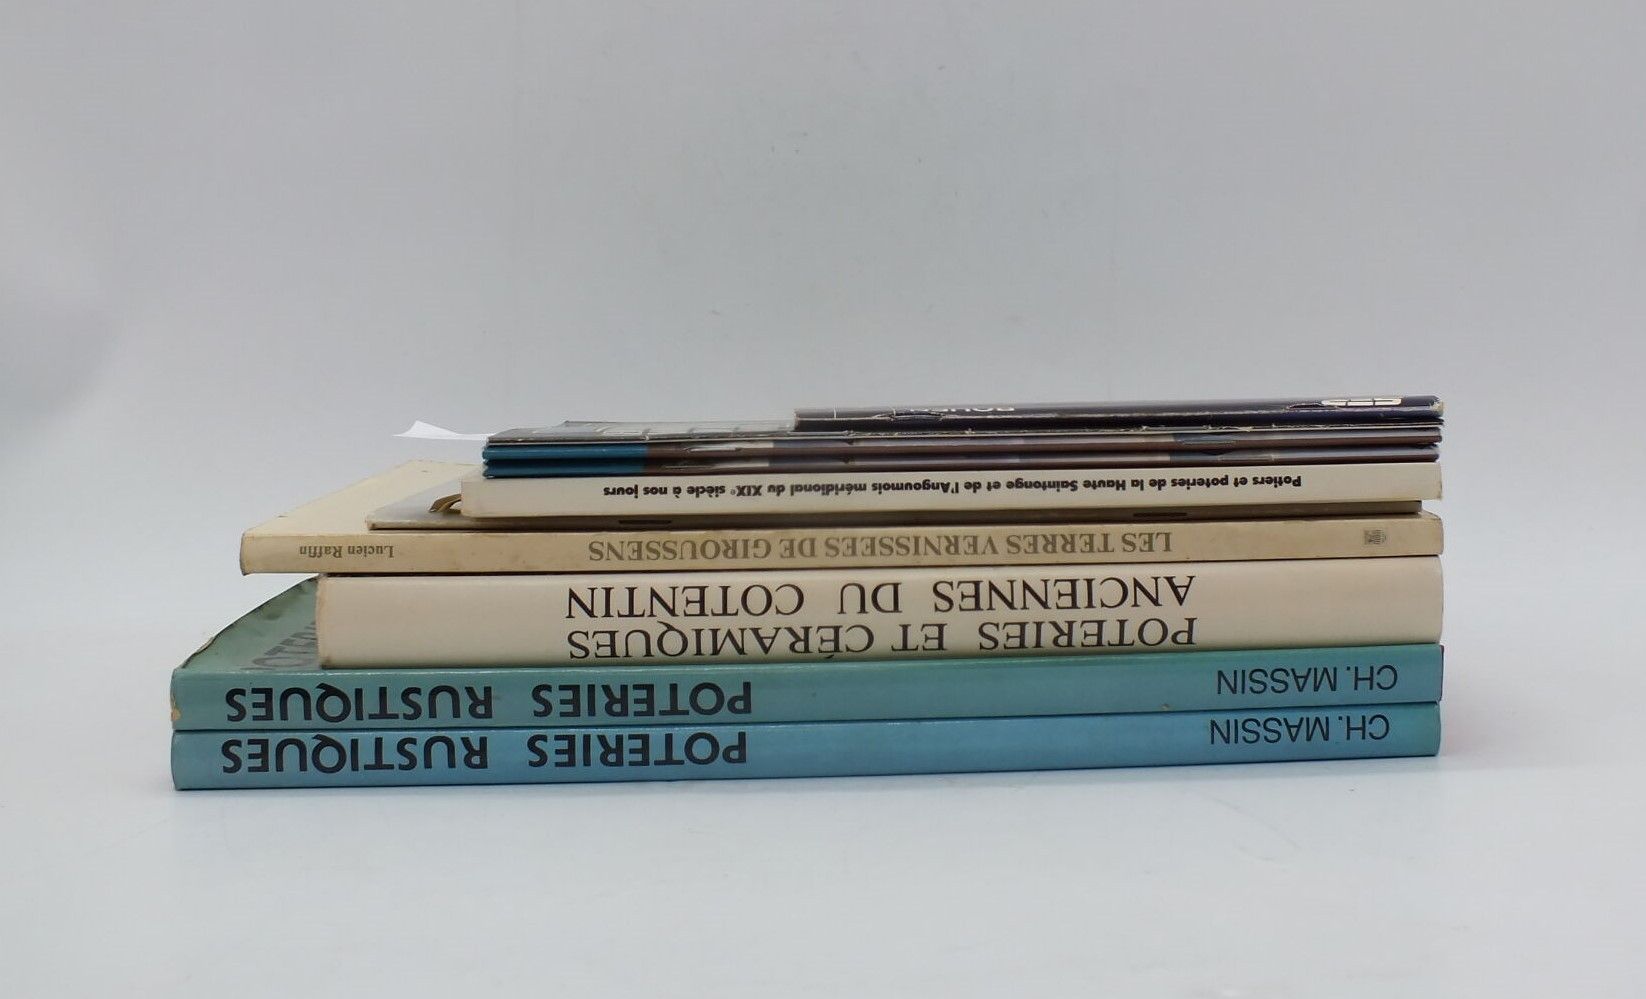 Potiers et poteries de la Haute Saintonge et de l'Angoumois méridional du XIXe siècle à nos jours
LES TERRES VERNISSEES DE GIROUSSENS Lucien Raffin
POTERIES ET CÉRAMIQUES
ANCIENNES DU COTENTIN
CH. MASSIN POTERIES RUSTIQUES
CH. MASSIN POTERIES RUSTIQUES